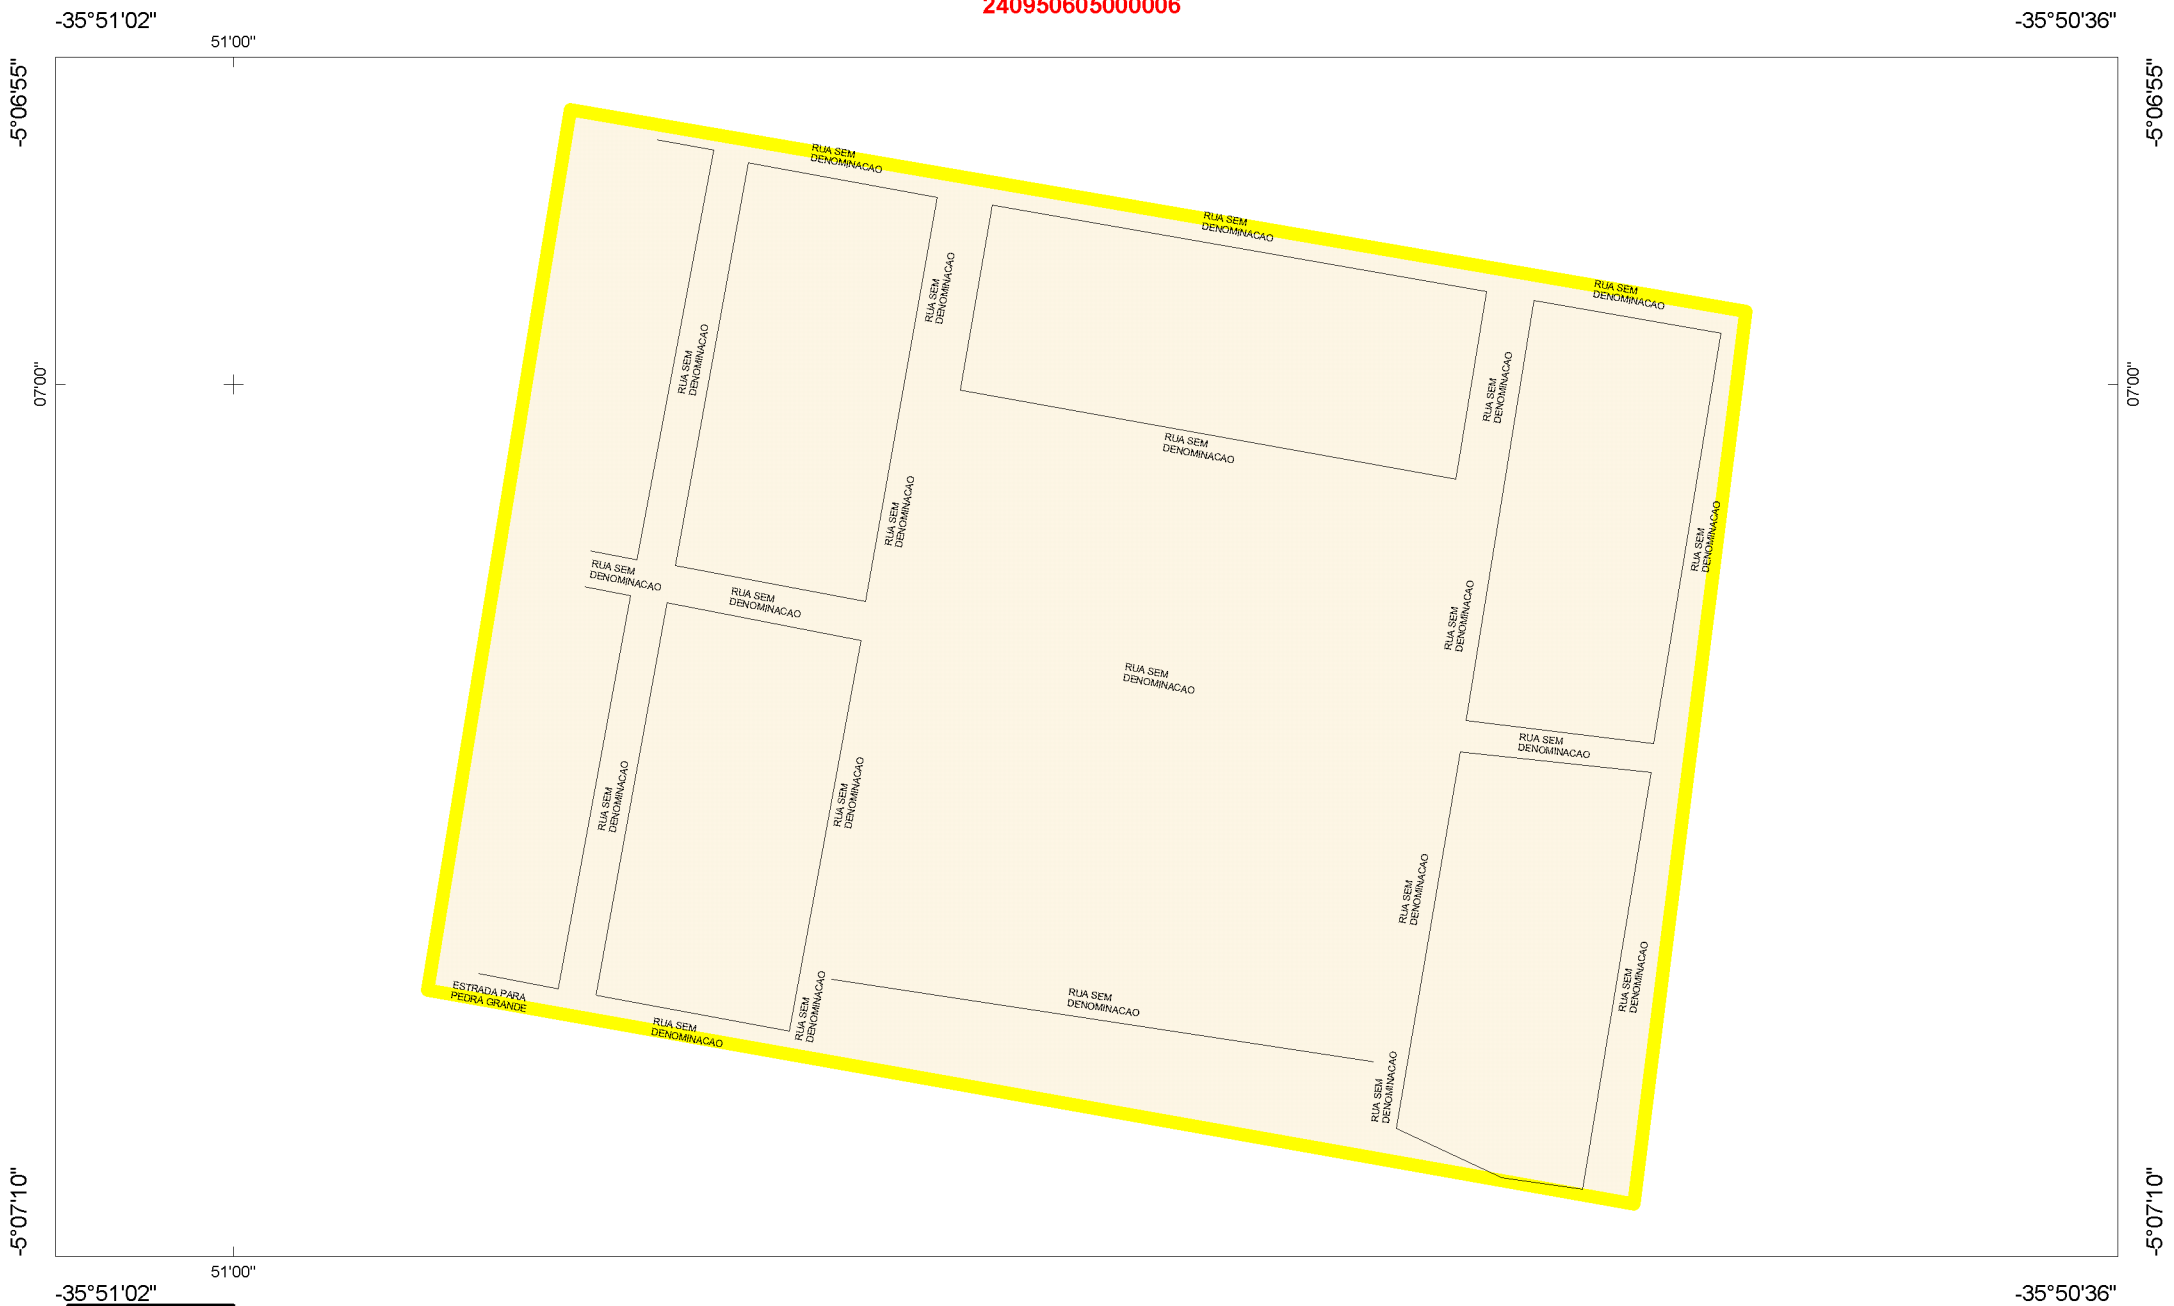 240950605000006
-35°51'02"
-35°50'36"
51'00"
-5°06'55"
-5°06'55"
RUA SEM
DENOMINACAO
RUA SEM
DENOMINACAO
RUA SEM
DENOMINACAO
RUA SEM
DENOMINACAO
RUA SEM
DENOMINACAO
RUA SEM
DENOMINACAO
07'00"
07'00"
RUA SEM
DENOMINACAO
RUA SEM
DENOMINACAO
RUA SEM
DENOMINACAO
RUA SEM
DENOMINACAO
RUA SEM
DENOMINACAO
RUA SEM
DENOMINACAO
RUA SEM
DENOMINACAO
RUA SEM
DENOMINACAO
RUA SEM
DENOMINACAO
RUA SEM
DENOMINACAO
RUA SEM
DENOMINACAO
RUA SEM
DENOMINACAO
RUA SEM
DENOMINACAO
ESTRADA PARA
PEDRA GRANDE
RUA SEM
DENOMINACAO
RUA SEM
DENOMINACAO
RUA SEM
DENOMINACAO
RUA SEM
DENOMINACAO
-5°07'10"
-5°07'10"
51'00"
-35°51'02"
-35°50'36"